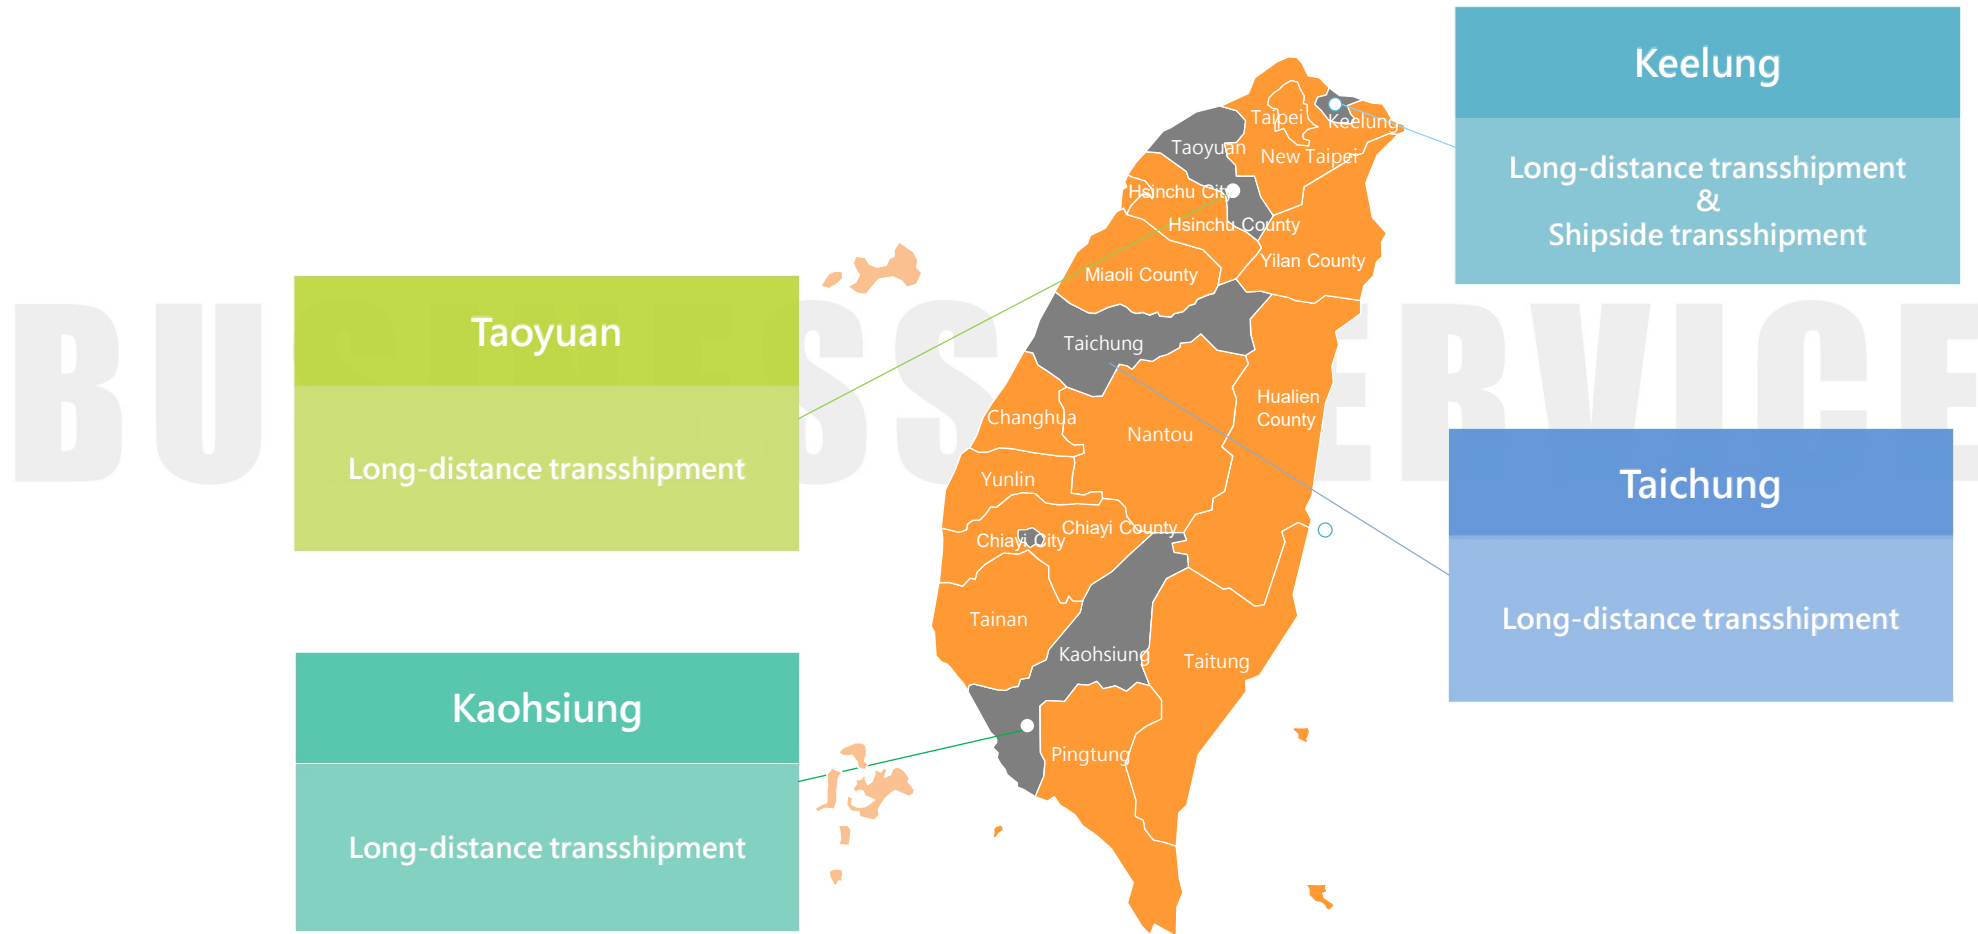 BUSINESS SERVICE
Keelung
Long-distance transshipment
&
Shipside transshipment
Taoyuan
Long-distance transshipment
Taichung
Long-distance transshipment
Kaohsiung
Long-distance transshipment
Taipei
Keelung
Taoyuan
New Taipei
Hsinchu City
Hsinchu County
Yilan County
Miaoli County
Taichung
Hualien
County
Changhua
Nantou
Yunlin
Chiayi County
Chiayi City
Tainan
Kaohsiung
Taitung
Pingtung